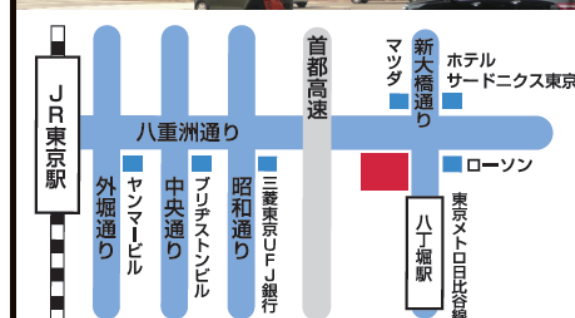 JR東京駅
外堀通り
八重洲通り
ヤンマービル
中央通り
ブリヂストンビル
昭和通り
三菱東京UFJ銀行
首都高速
マツダ
新大橋通り
ホテル
サードニクス東京
ローソン
八丁堀駅
東京メトロ日比谷線